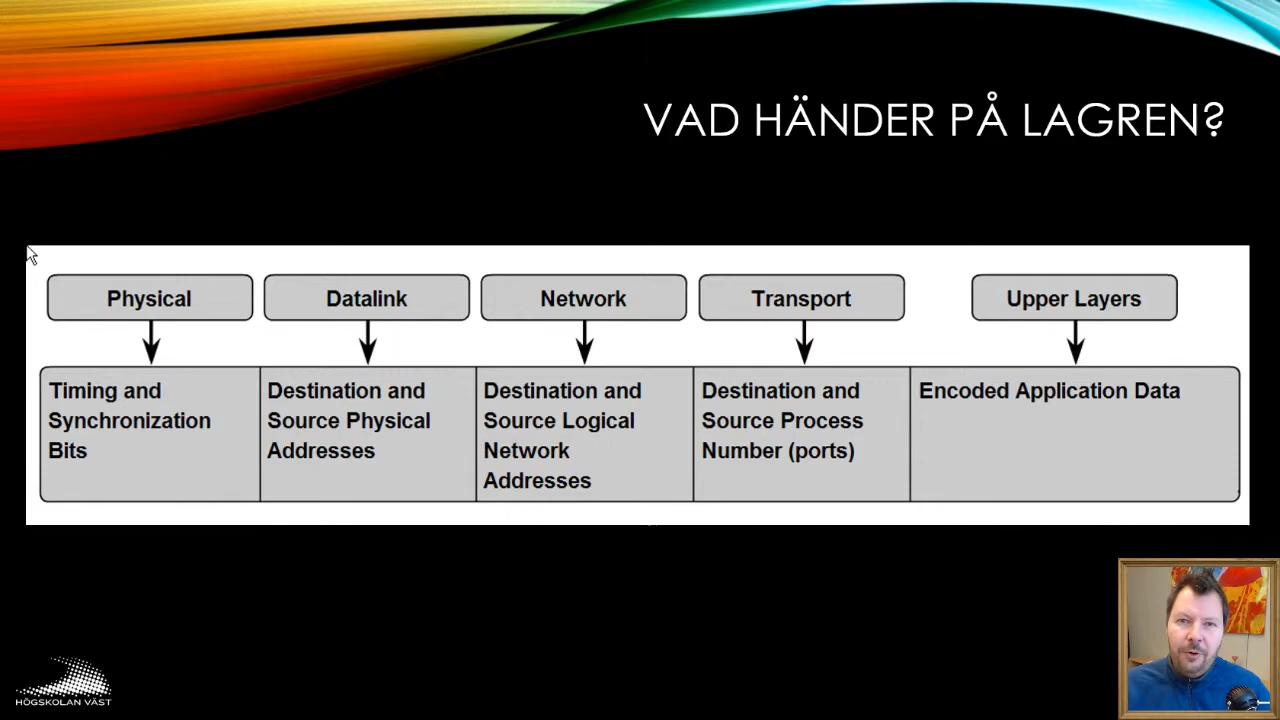 VAD HÄNDER PÅ LAGREN?
Physical
Datalink
Network
Transport
Upper Layers
Timing and
Synchronization
Bits
Destination and
Source Physical
Addresses
Destination and
Source Logical
Network
Addresses
Destination and
Source Process
Number (ports)
Encoded Application Data
HÖGSKOLAN VÄST